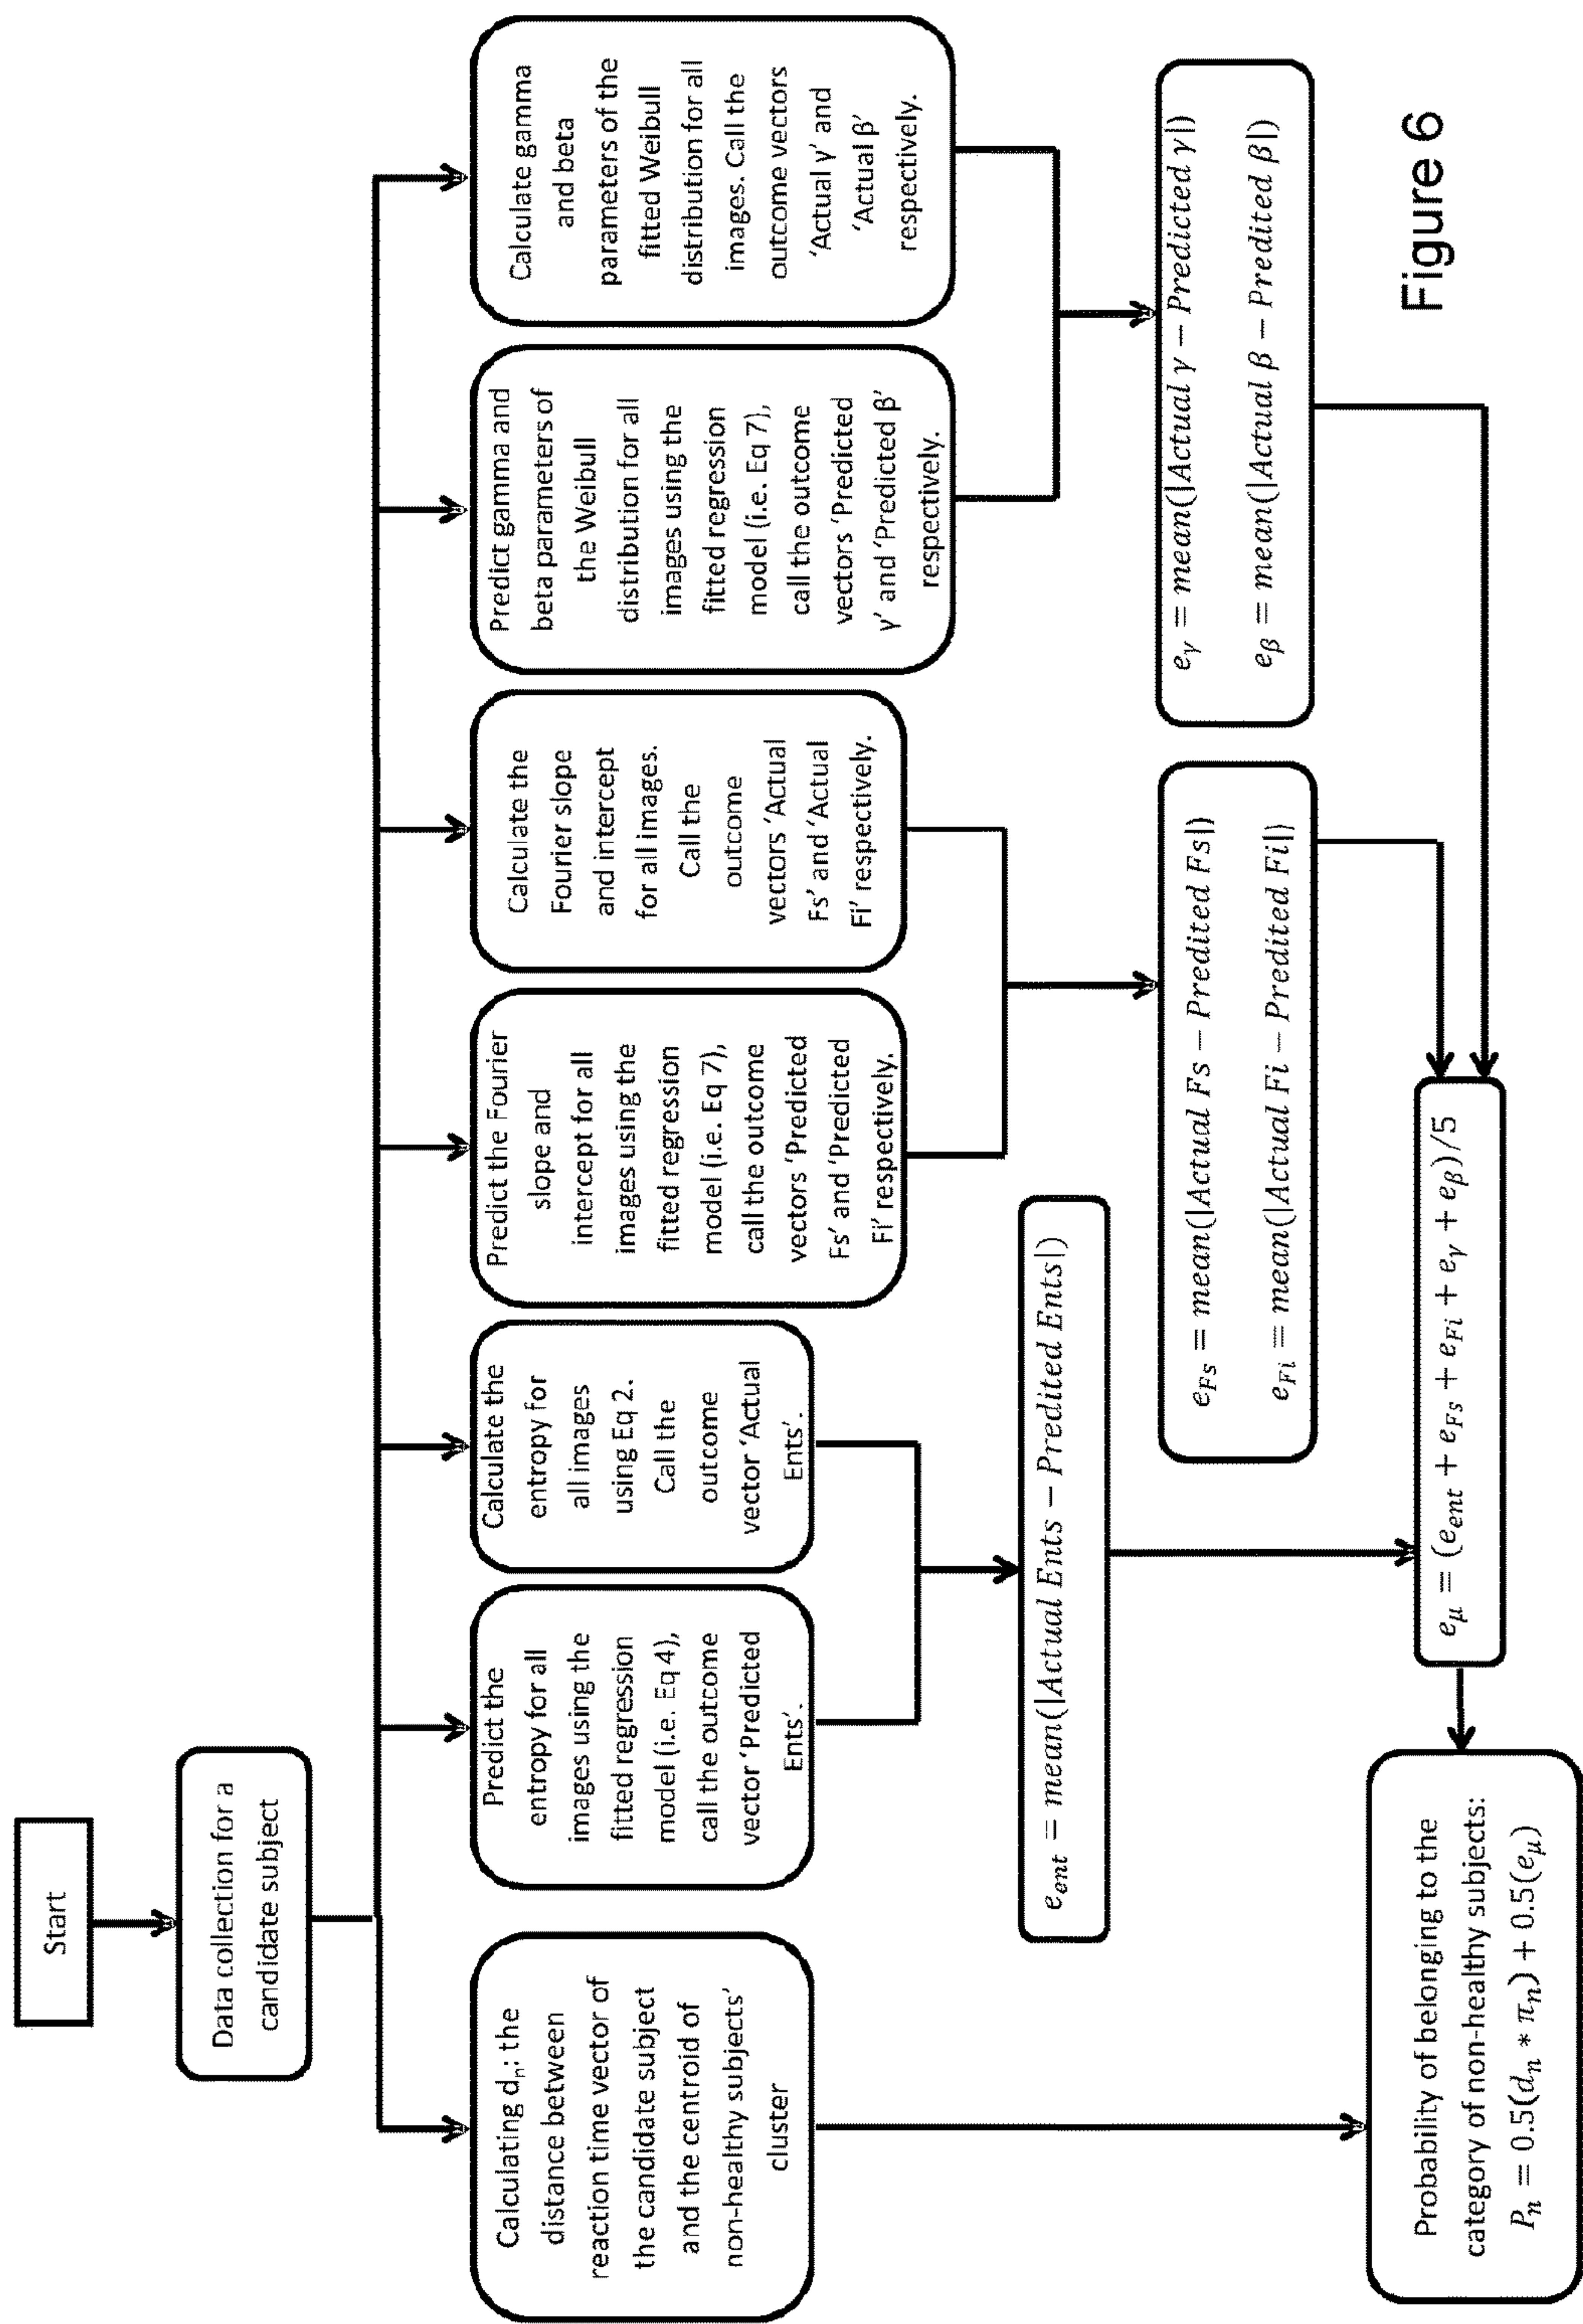 Start
Data collection for a
candidate subject
Calculating dn: the
distance between
reaction time vector of
the candidate subject
and the centroid of
non-healthy subjects'
cluster
Predict the
entropy for all
images using the
fitted regression
model (i.e. Eq 4),
call the outcome
vector 'Predicted
Ents'.
Calculate the
entropy for
all images
using Eq 2.
Call the
outcome
vector 'Actual
Ents'.
Predict the Fourier
slope and
intercept for all
images using the
fitted regression
model (i.e. Eq 7),
call the outcome
vectors 'Predicted
Fs' and 'Predicted
Fi' respectively.
Calculate the
Fourier slope
and intercept
for all images.
Call the
outcome
vectors 'Actual
Fs' and 'Actual
Fi' respectively.
Predict gamma and
beta parameters of
the Weibull
distribution for all
images using the
fitted regression
model (i.e. Eq 7),
call the outcome
vectors 'Predicted
γ' and 'Predicted β'
respectively.
Calculate gamma
and beta
parameters of the
fitted Weibull
distribution for all
images. Call the
outcome vectors
'Actual γ' and
'Actual β'
respectively.
e_ent = mean(|Actual Ents − Predited Ents|)
e_Fs = mean(|Actual Fs − Predited Fs|)
e_Fi = mean(|Actual Fi − Predited Fi|)
e_γ = mean(|Actual γ − Predicted γ|)
e_β = mean(|Actual β − Predited β|)
e_μ = (e_ent + e_Fs + e_Fi + e_γ + e_β)/5
Probability of belonging to the
category of non-healthy subjects:
P_n = 0.5(d_n * π_n) + 0.5(e_μ)
Figure 6